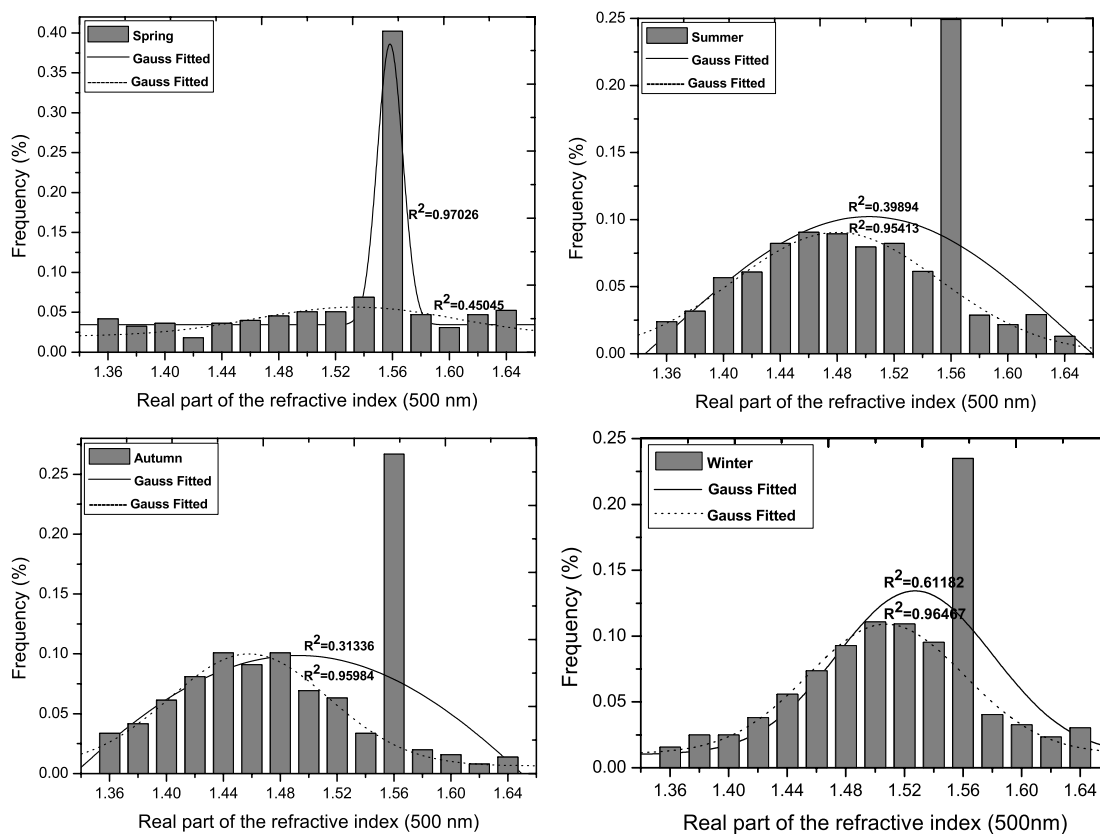 Spring
Gauss Fitted
Gauss Fitted
0.40
0.35
0.30
0.25
0.20
0.15
0.10
0.05
0.00
Frequency (%)
R²=0.97026
R²=0.45045
1.36 1.40 1.44 1.48 1.52 1.56 1.60 1.64
Real part of the refractive index (500 nm)
Summer
Gauss Fitted
Gauss Fitted
0.25
0.20
0.15
0.10
0.05
0.00
Frequency (%)
R²=0.39894
R²=0.95413
1.36 1.40 1.44 1.48 1.52 1.56 1.60 1.64
Real part of the refractive index (500 nm)
Autumn
Gauss Fitted
Gauss Fitted
0.25
0.20
0.15
0.10
0.05
0.00
Frequency (%)
R²=0.31336
R²=0.95984
1.36 1.40 1.44 1.48 1.52 1.56 1.60 1.64
Real part of the refractive index (500 nm)
Winter
Gauss Fitted
Gauss Fitted
0.25
0.20
0.15
0.10
0.05
0.00
Frequency (%)
R²=0.61182
R²=0.96467
1.36 1.40 1.44 1.48 1.52 1.56 1.60 1.64
Real part of the refractive index (500nm)